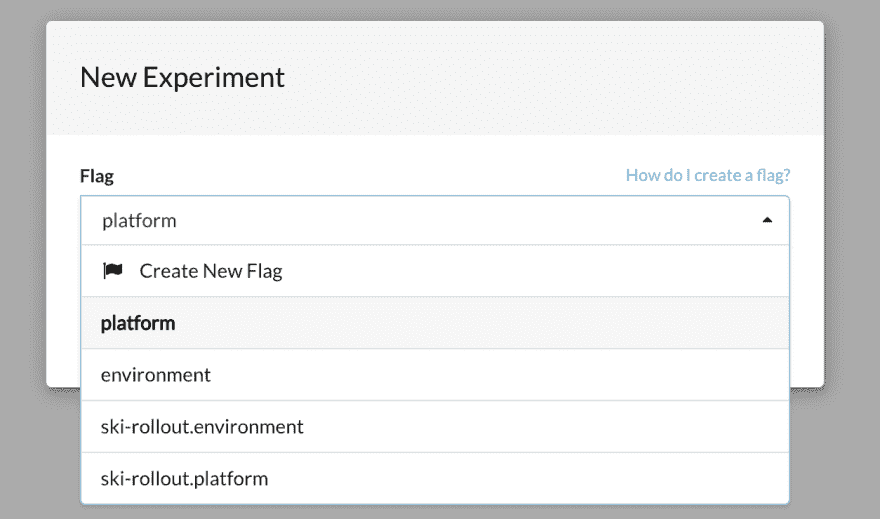 New Experiment
Flag
How do I create a flag?
platform
Create New Flag
platform
environment
ski-rollout.environment
ski-rollout.platform